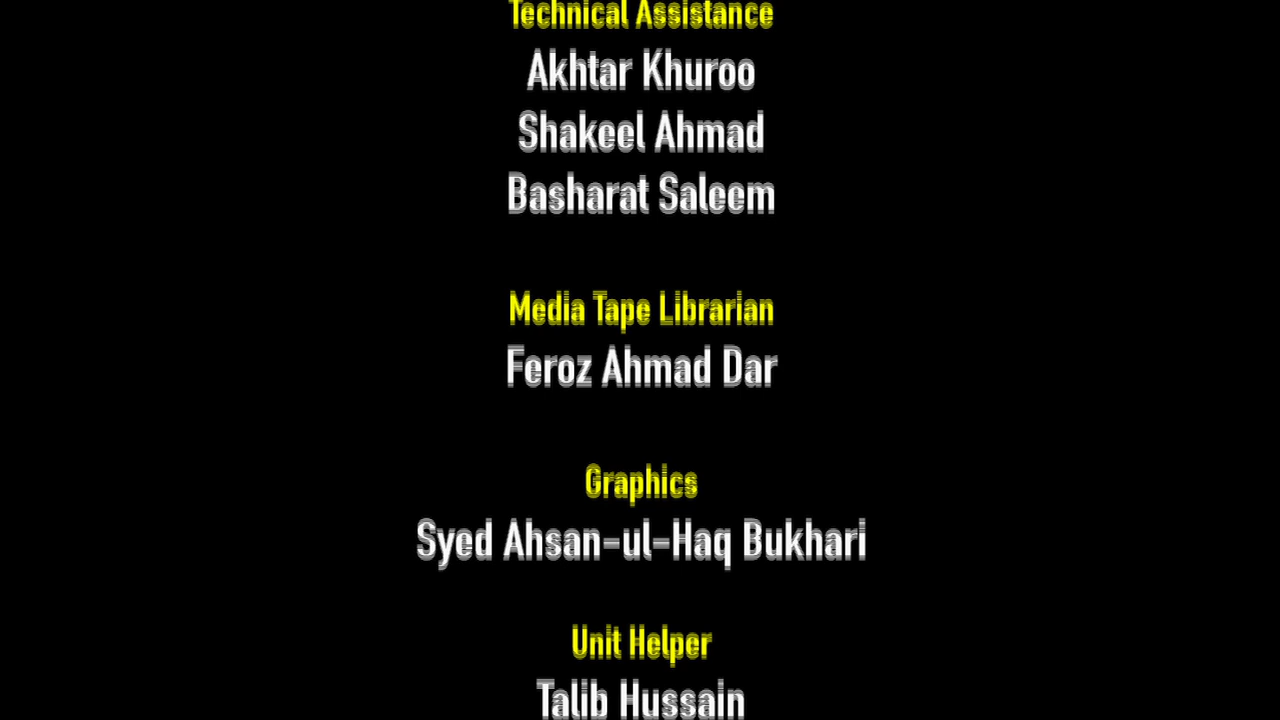 Technical Assistance
Akhtar Khuroo
Shakeel Ahmad
Basharat Saleem
Media Tape Librarian
Feroz Ahmad Dar
Graphics
Syed Ahsan-ul-Haq Bukhari
Unit Helper
Talib Hussain